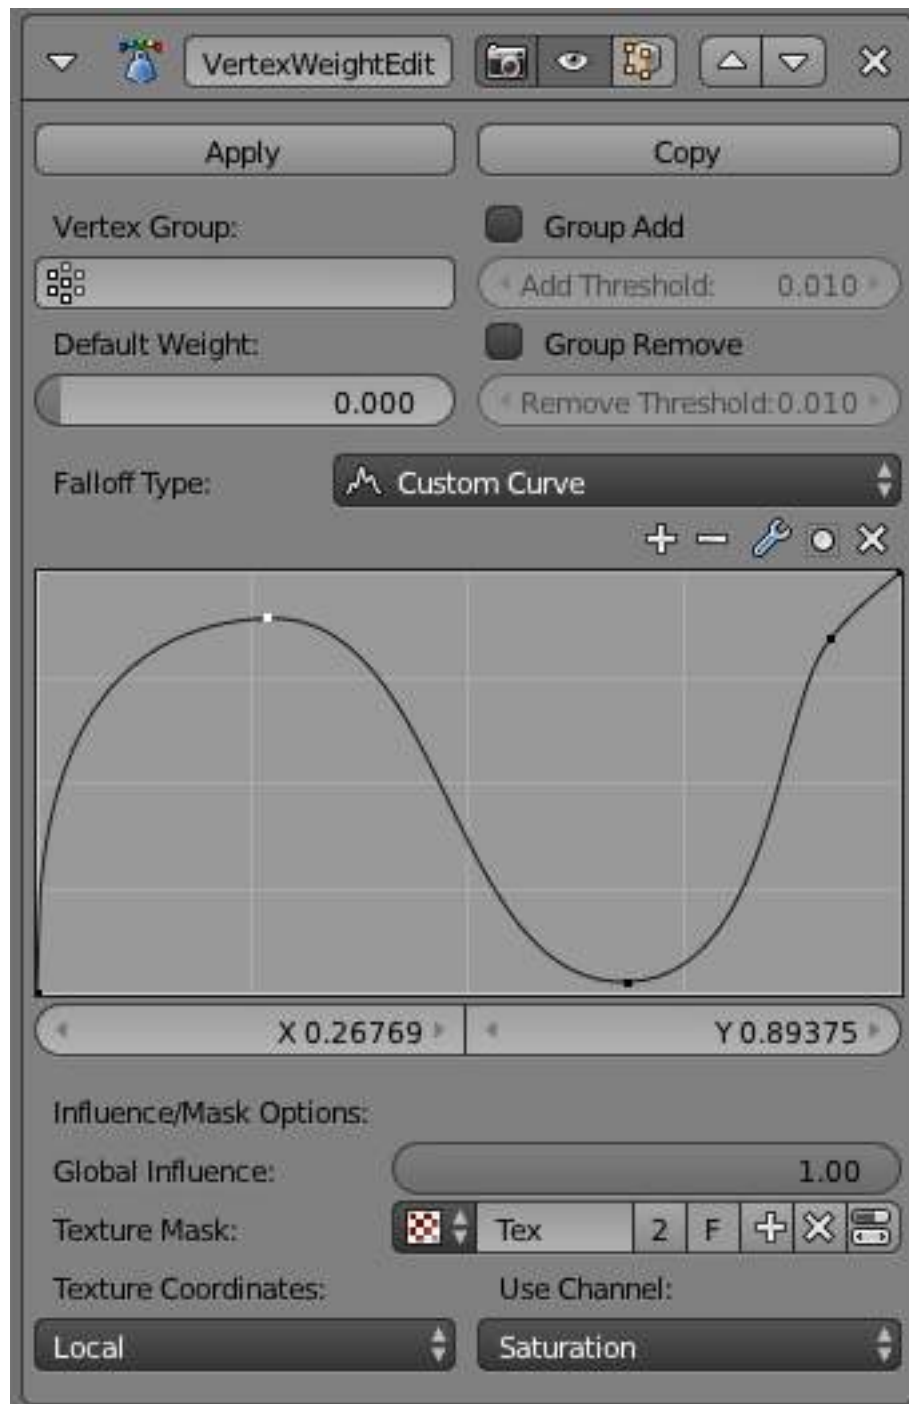 VertexWeightEdit
Apply Copy
Vertex Group: Group Add
Add Threshold: 0.010
Default Weight: Group Remove
0.000 Remove Threshold: 0.010
Falloff Type: Custom Curve
X 0.26769 Y 0.89375
Influence/Mask Options:
Global Influence: 1.00
Texture Mask: Tex 2 F
Texture Coordinates: Use Channel:
Local Saturation